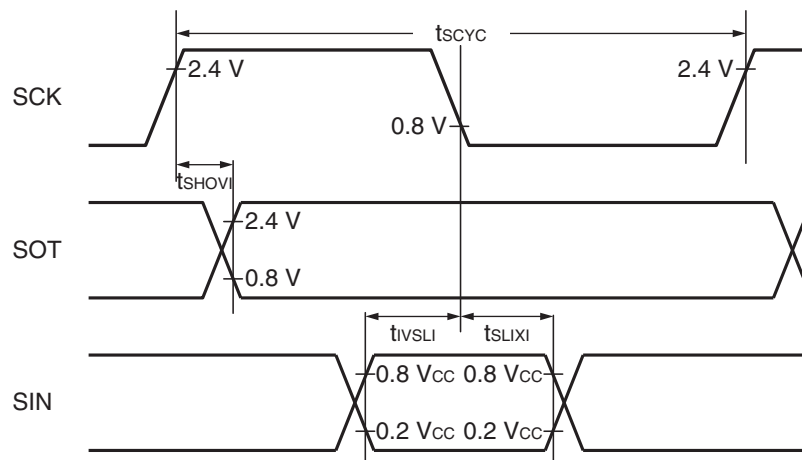 tSCYC
SCK
2.4 V
0.8 V
2.4 V
tSHOVI
SOT
2.4 V
0.8 V
tIVSLI
tSLIXI
SIN
0.8 VCC 0.8 VCC
0.2 VCC 0.2 VCC